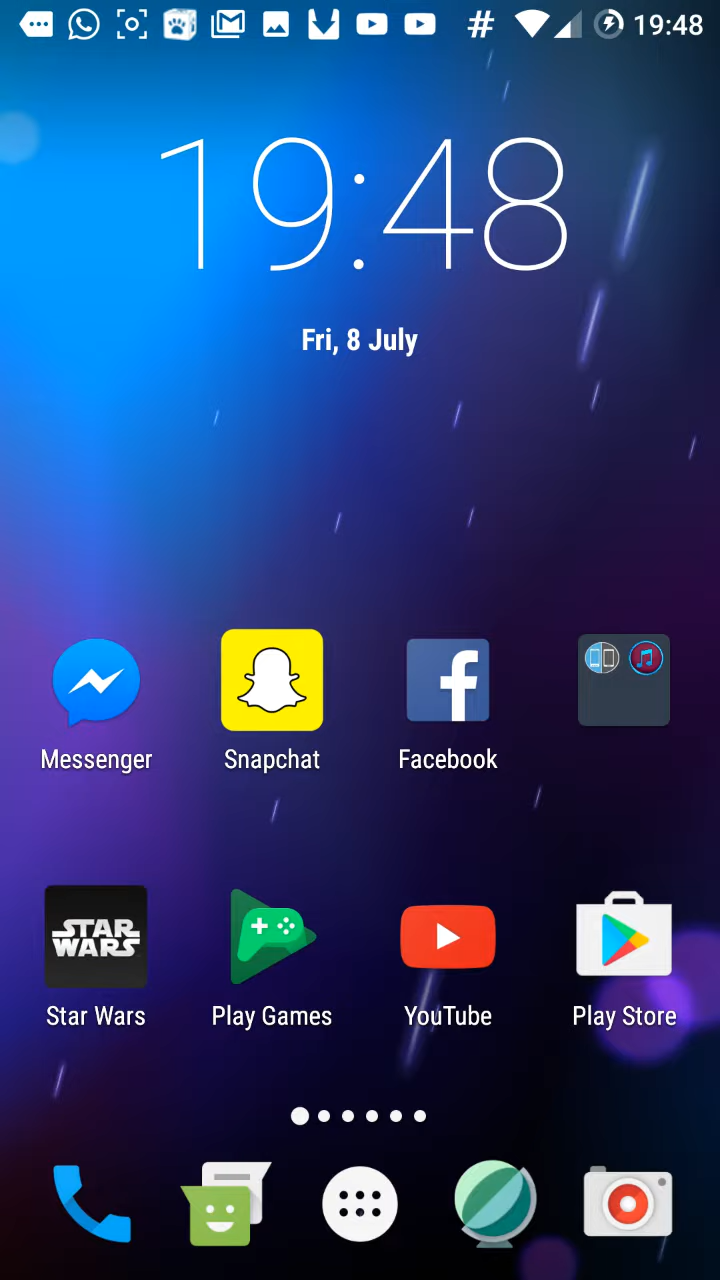 # 19:48
19:48
Fri, 8 July
Messenger Snapchat Facebook
STAR WARS
Star Wars Play Games YouTube Play Store